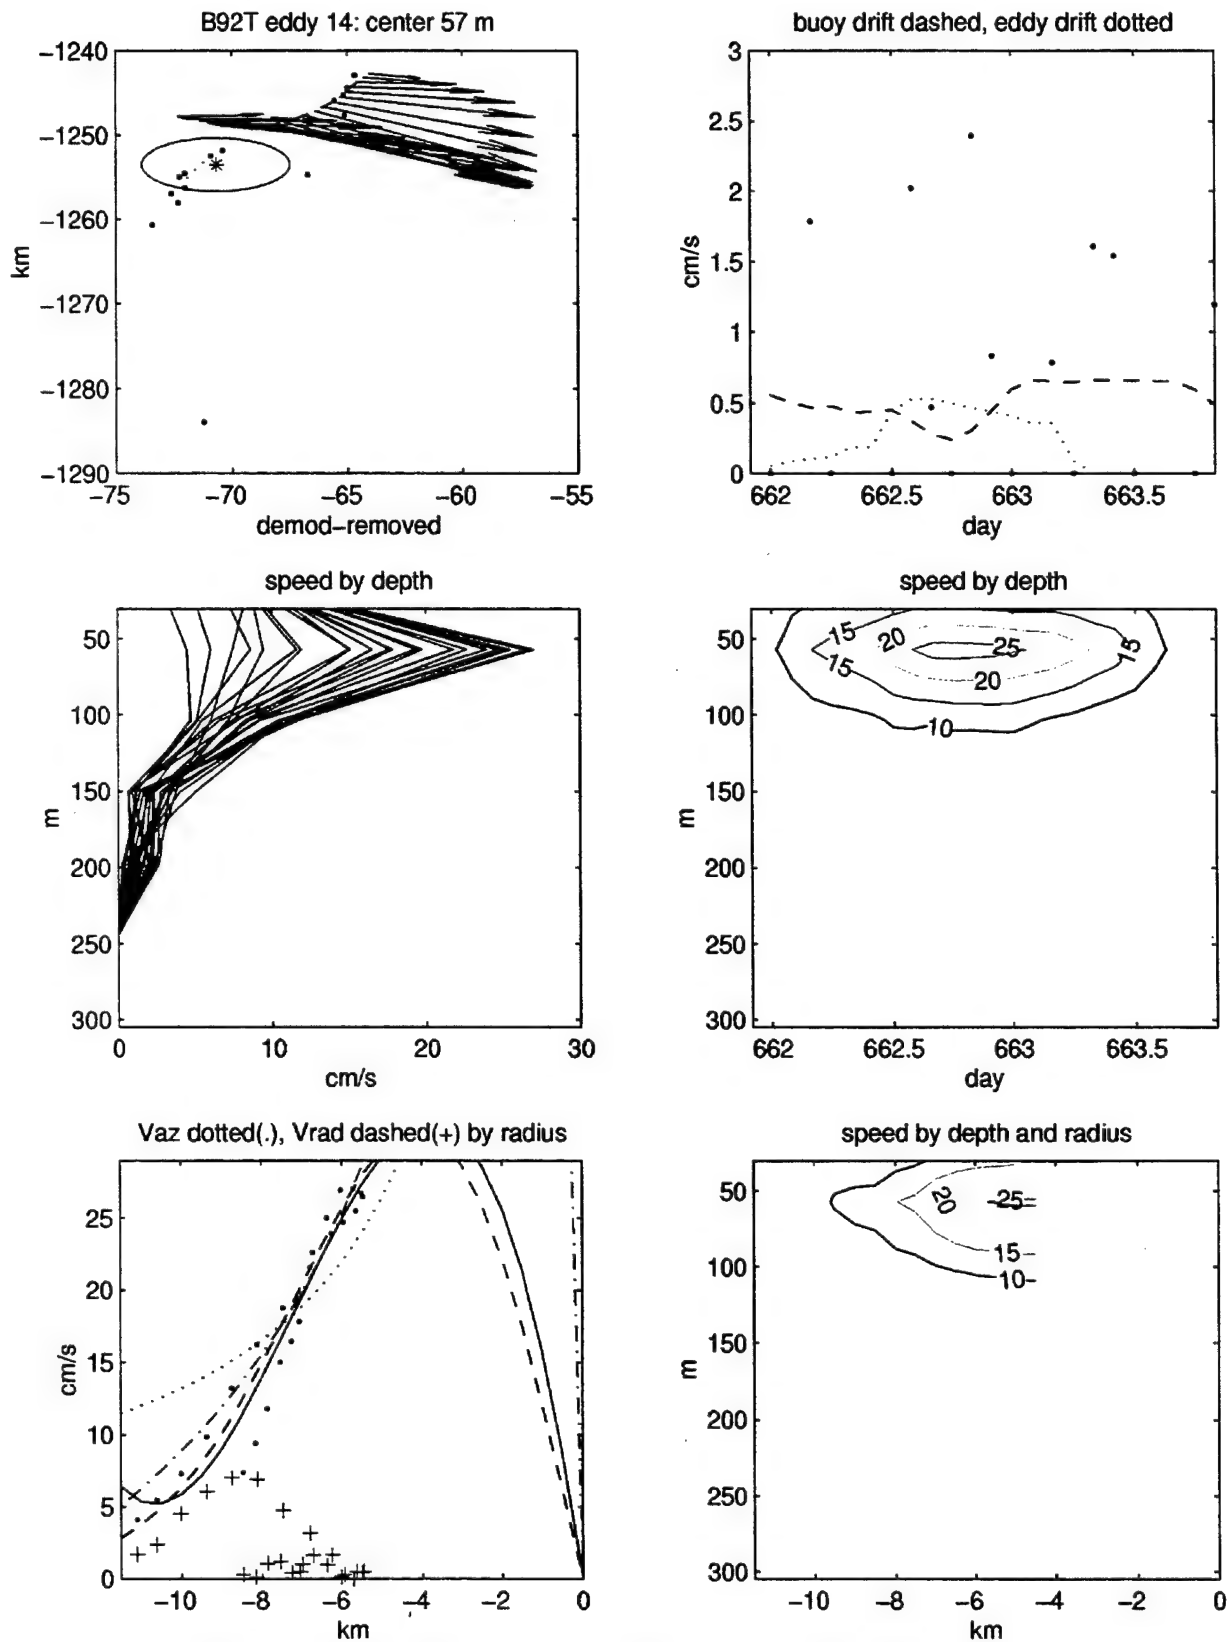 B92T eddy 14: center 57 m
−1240
−1250
−1260
−1270
−1280
−1290
km
−75 −70 −65 −60 −55
demod−removed
buoy drift dashed, eddy drift dotted
3
2.5
2
1.5
1
0.5
0
cm/s
662 662.5 663 663.5
day
speed by depth
50
100
150
200
250
300
m
0 10 20 30
cm/s
speed by depth
50
100
150
200
250
300
m
15
20
25
15
15
20
10
662 662.5 663 663.5
day
Vaz dotted(.), Vrad dashed(+) by radius
25
20
15
10
5
0
cm/s
−10 −8 −6 −4 −2 0
km
speed by depth and radius
50
100
150
200
250
300
m
20
25
15
10
−10 −8 −6 −4 −2 0
km